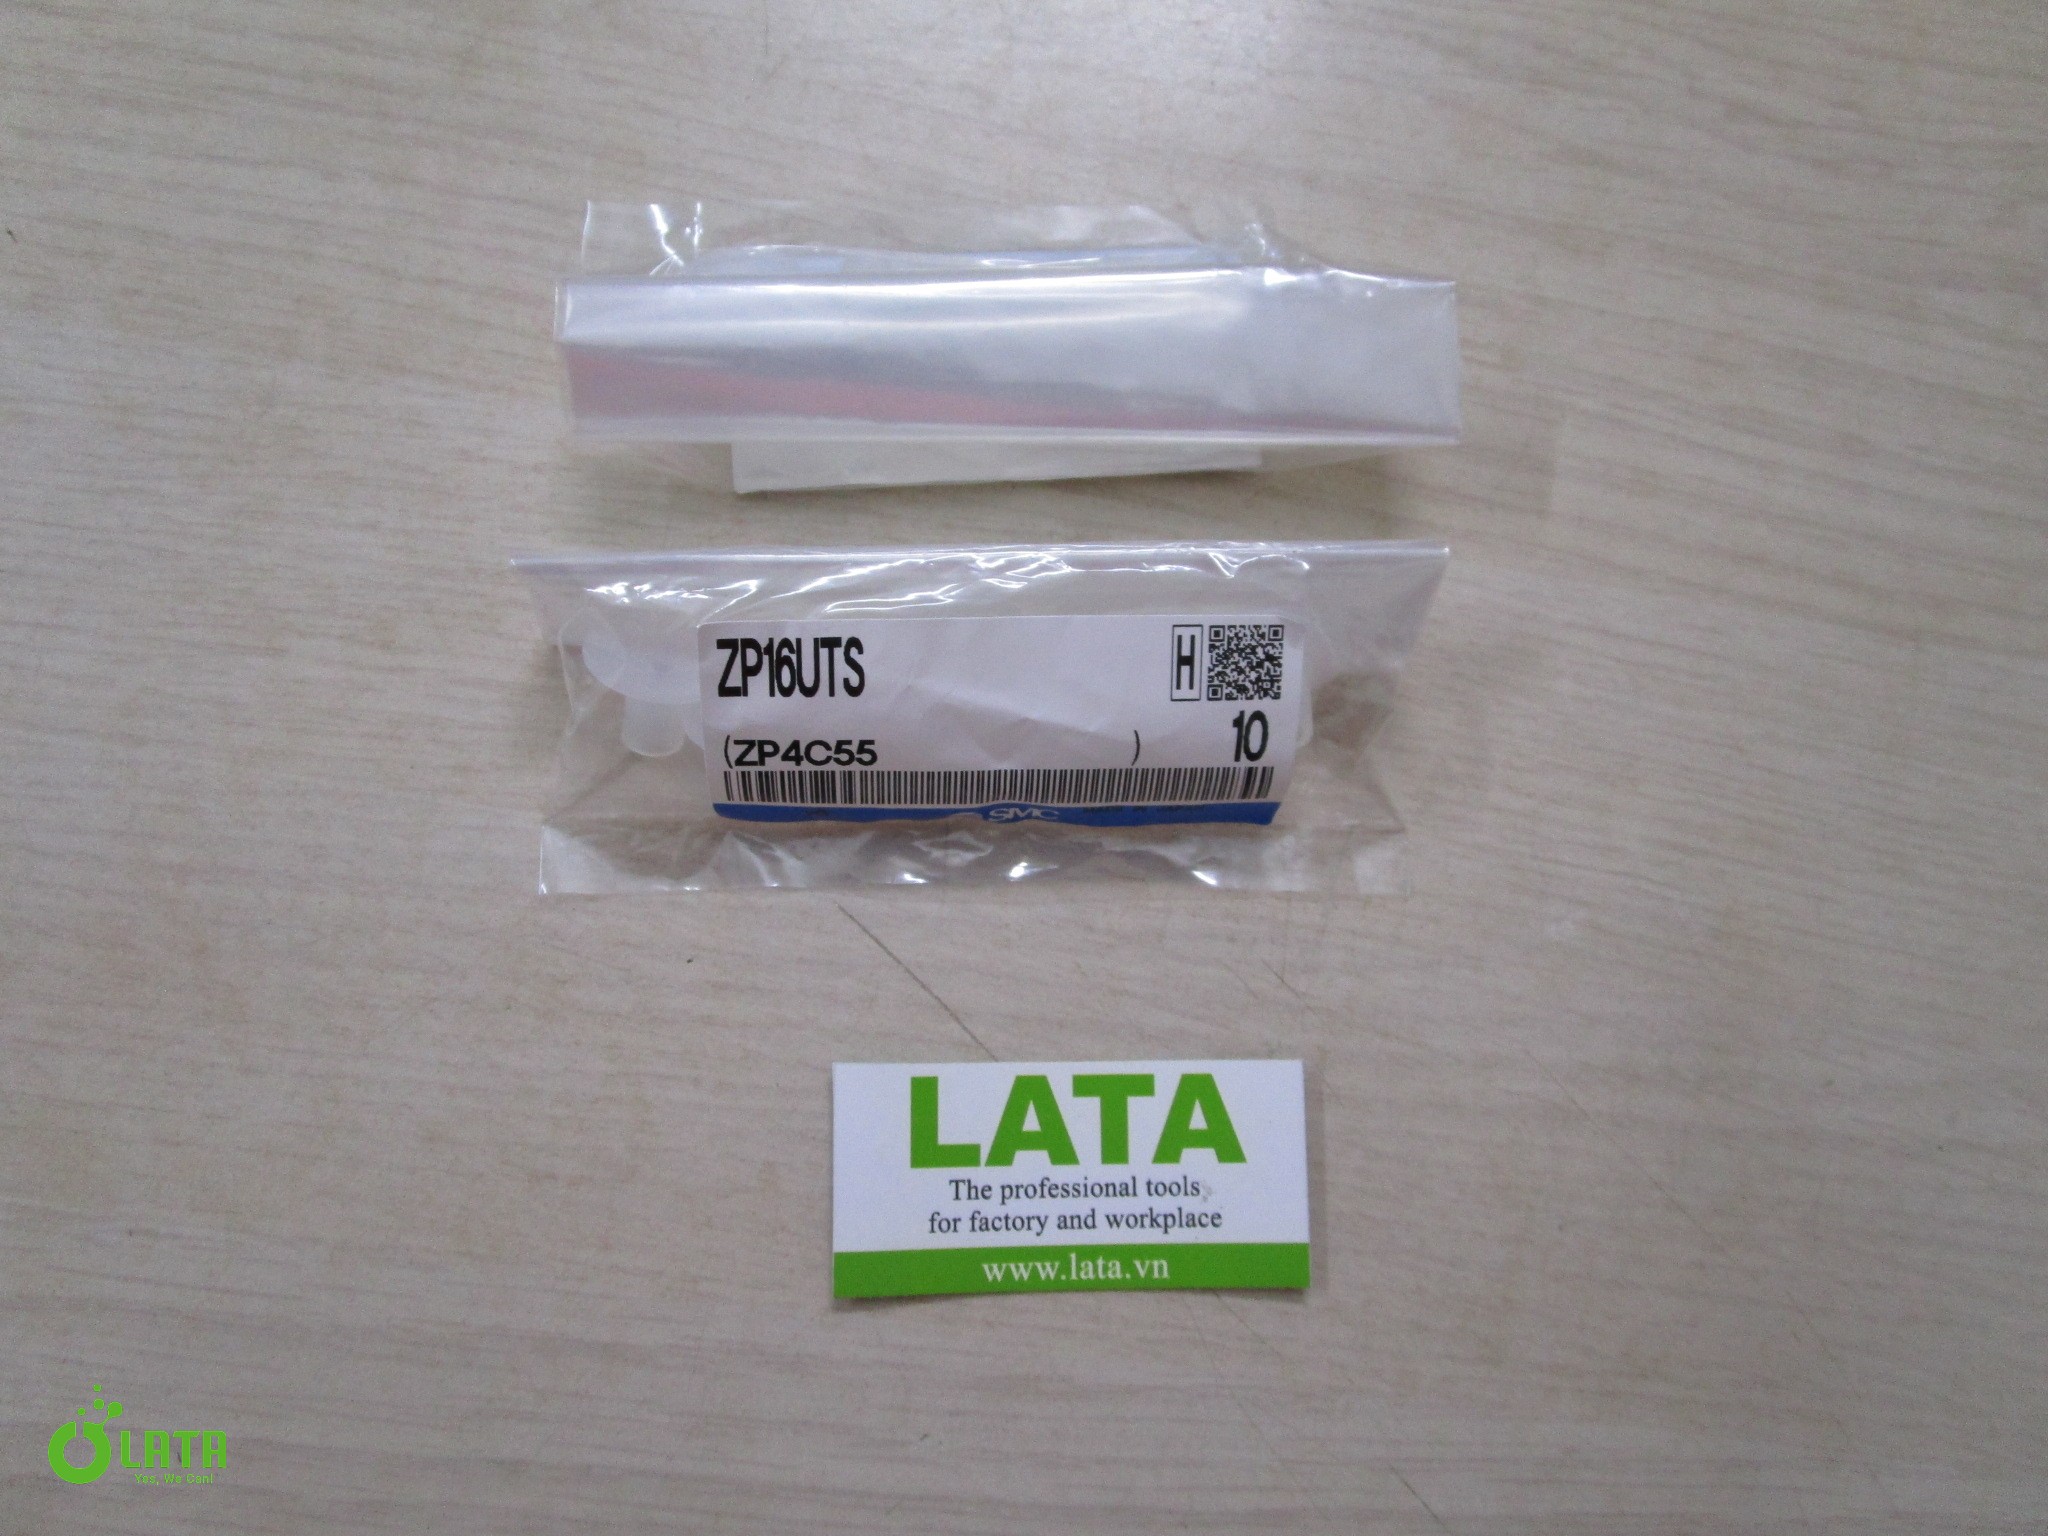 ZP16UTS
H
(ZP4C55 )
10
SMC
LATA
The professional tools
for factory and workplace
www.lata.vn
LATA
Yes, We Can!